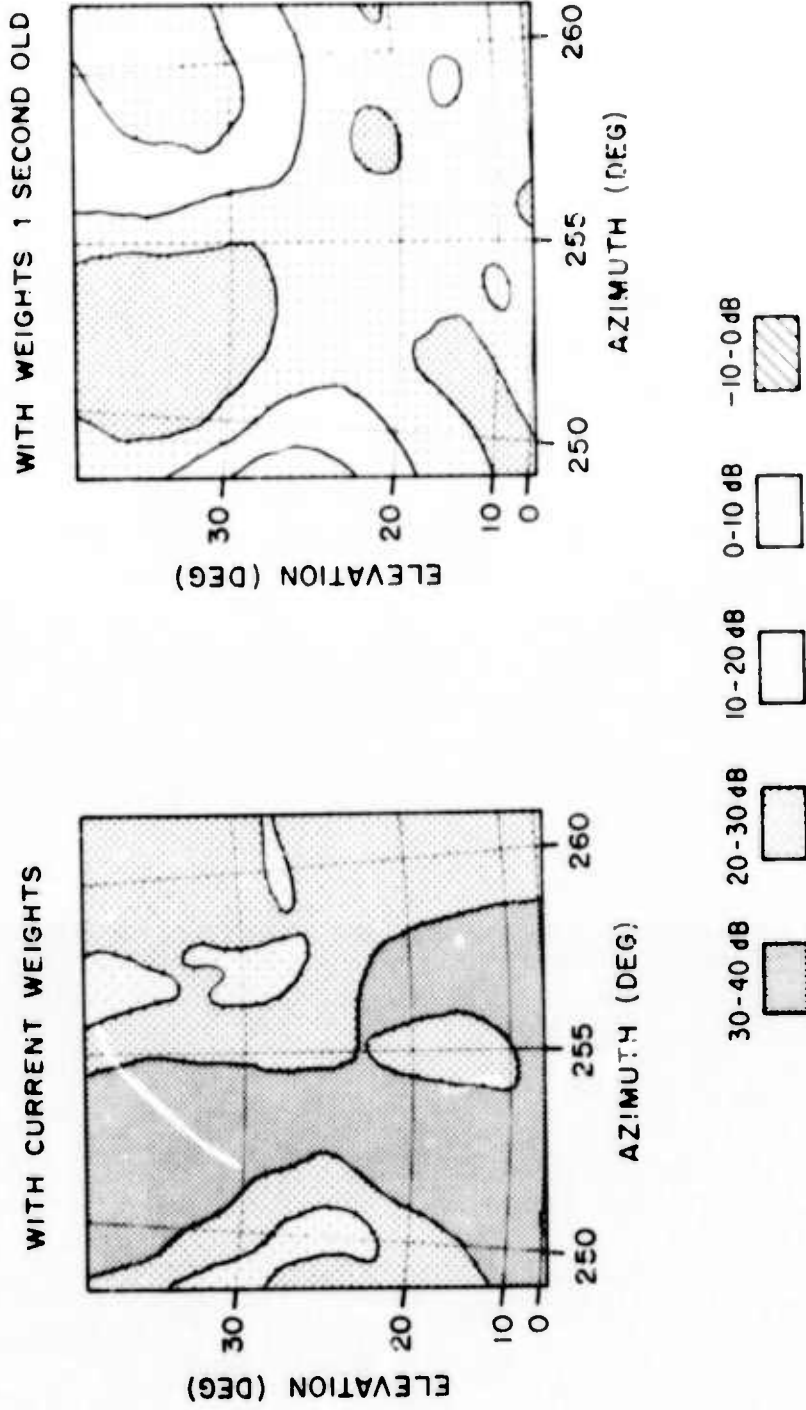 WITH CURRENT WEIGHTS
ELEVATION (DEG)
30
20
10
0
250
255
260
AZIMUTH (DEG)
WITH WEIGHTS 1 SECOND OLD
ELEVATION (DEG)
30
20
10
0
250
255
260
AZIMUTH (DEG)
30-40 dB
20-30 dB
10-20 dB
0-10 dB
-10-0 dB